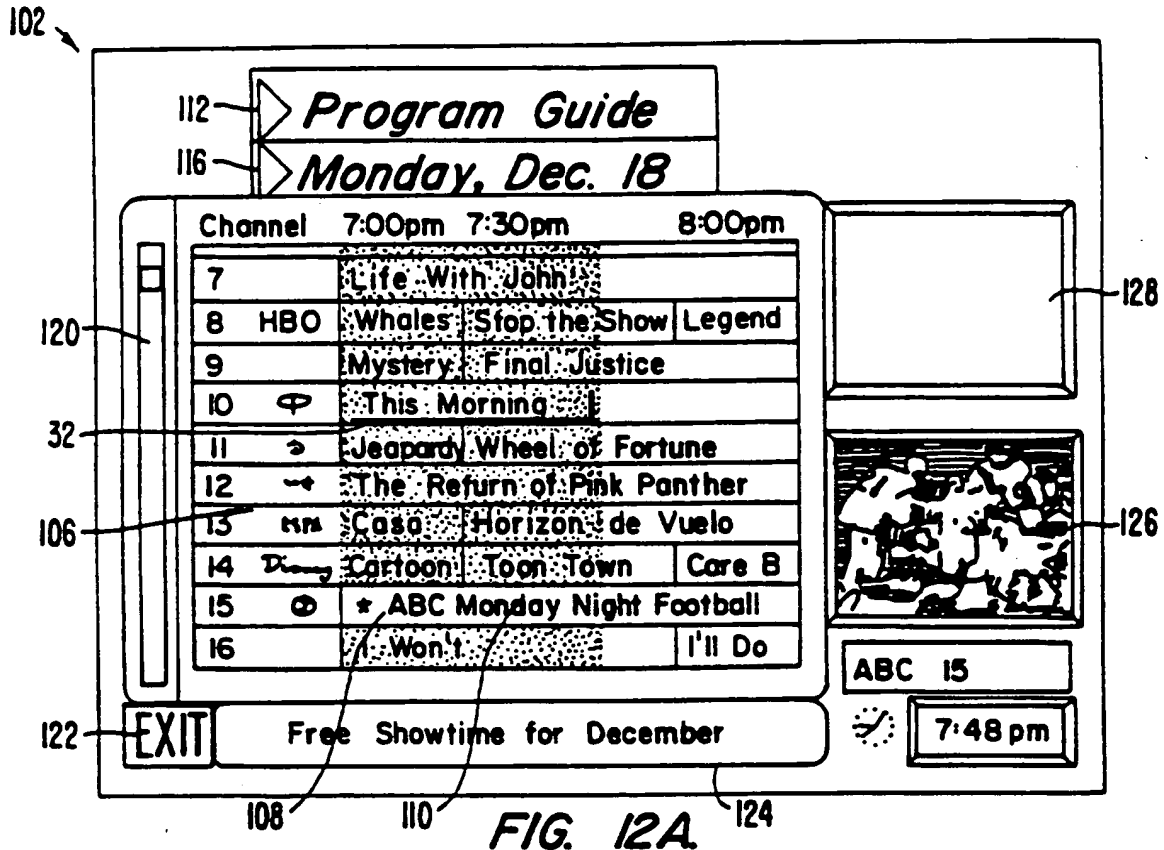 102
112 Program Guide
116 Monday, Dec. 18
Channel 7:00pm 7:30pm 8:00pm
7 Life With John
8 HBO Whales Stop the Show Legend
128
120
9 Mystery Final Justice
10 This Morning
32
11 Jeopardy Wheel of Fortune
12 The Return of Pink Panther
106
13 Casa Horizon de Vuelo
126
14 Disney Cartoon Toon Town Care B
15 * ABC Monday Night Football
16 I Won't I'll Do
ABC 15
122 EXIT Free Showtime for December 7:48 pm
108 110 124
FIG. 12A.